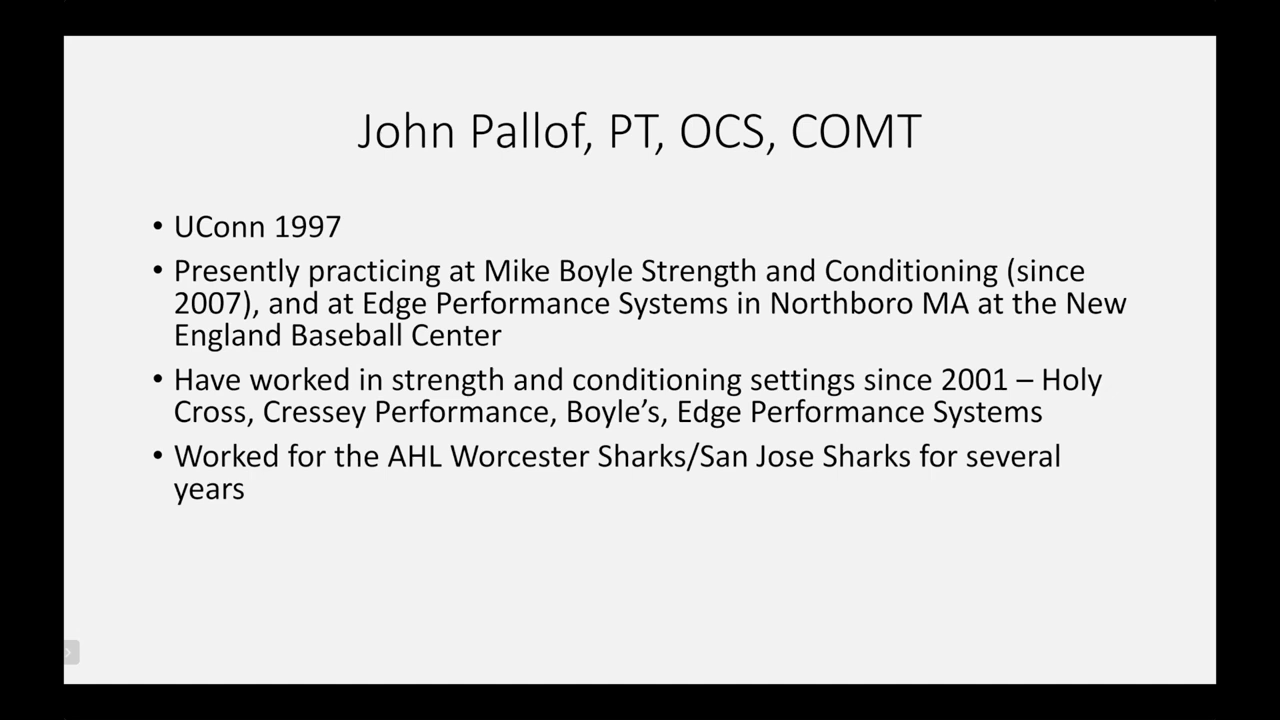 John Pallof, PT, OCS, COMT
• UConn 1997
• Presently practicing at Mike Boyle Strength and Conditioning (since
2007), and at Edge Performance Systems in Northboro MA at the New
England Baseball Center
• Have worked in strength and conditioning settings since 2001 – Holy
Cross, Cressey Performance, Boyle’s, Edge Performance Systems
• Worked for the AHL Worcester Sharks/San Jose Sharks for several
years